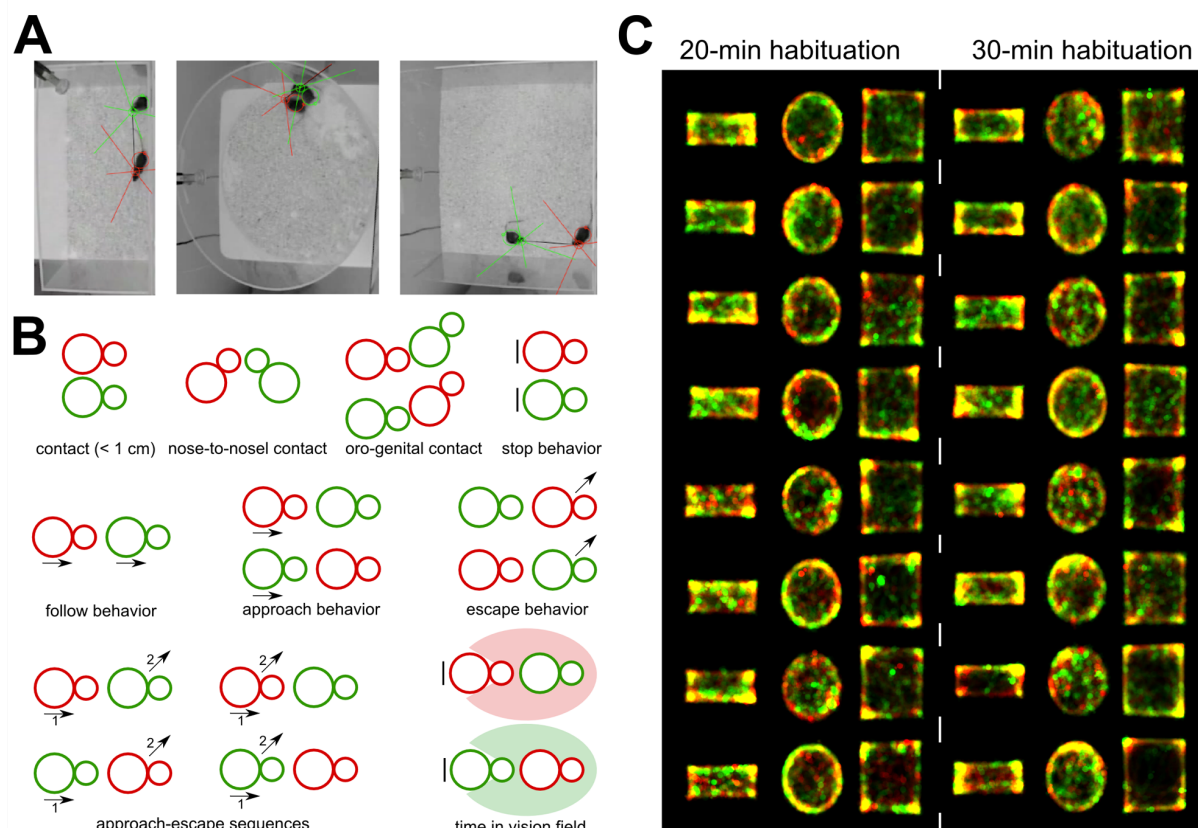 A
B
contact (< 1 cm)
nose-to-nosel contact
oro-genital contact
stop behavior
follow behavior
approach behavior
escape behavior
2
1
2
1
2
1
2
1
approach-escape sequences
time in vision field
C
20-min habituation
30-min habituation